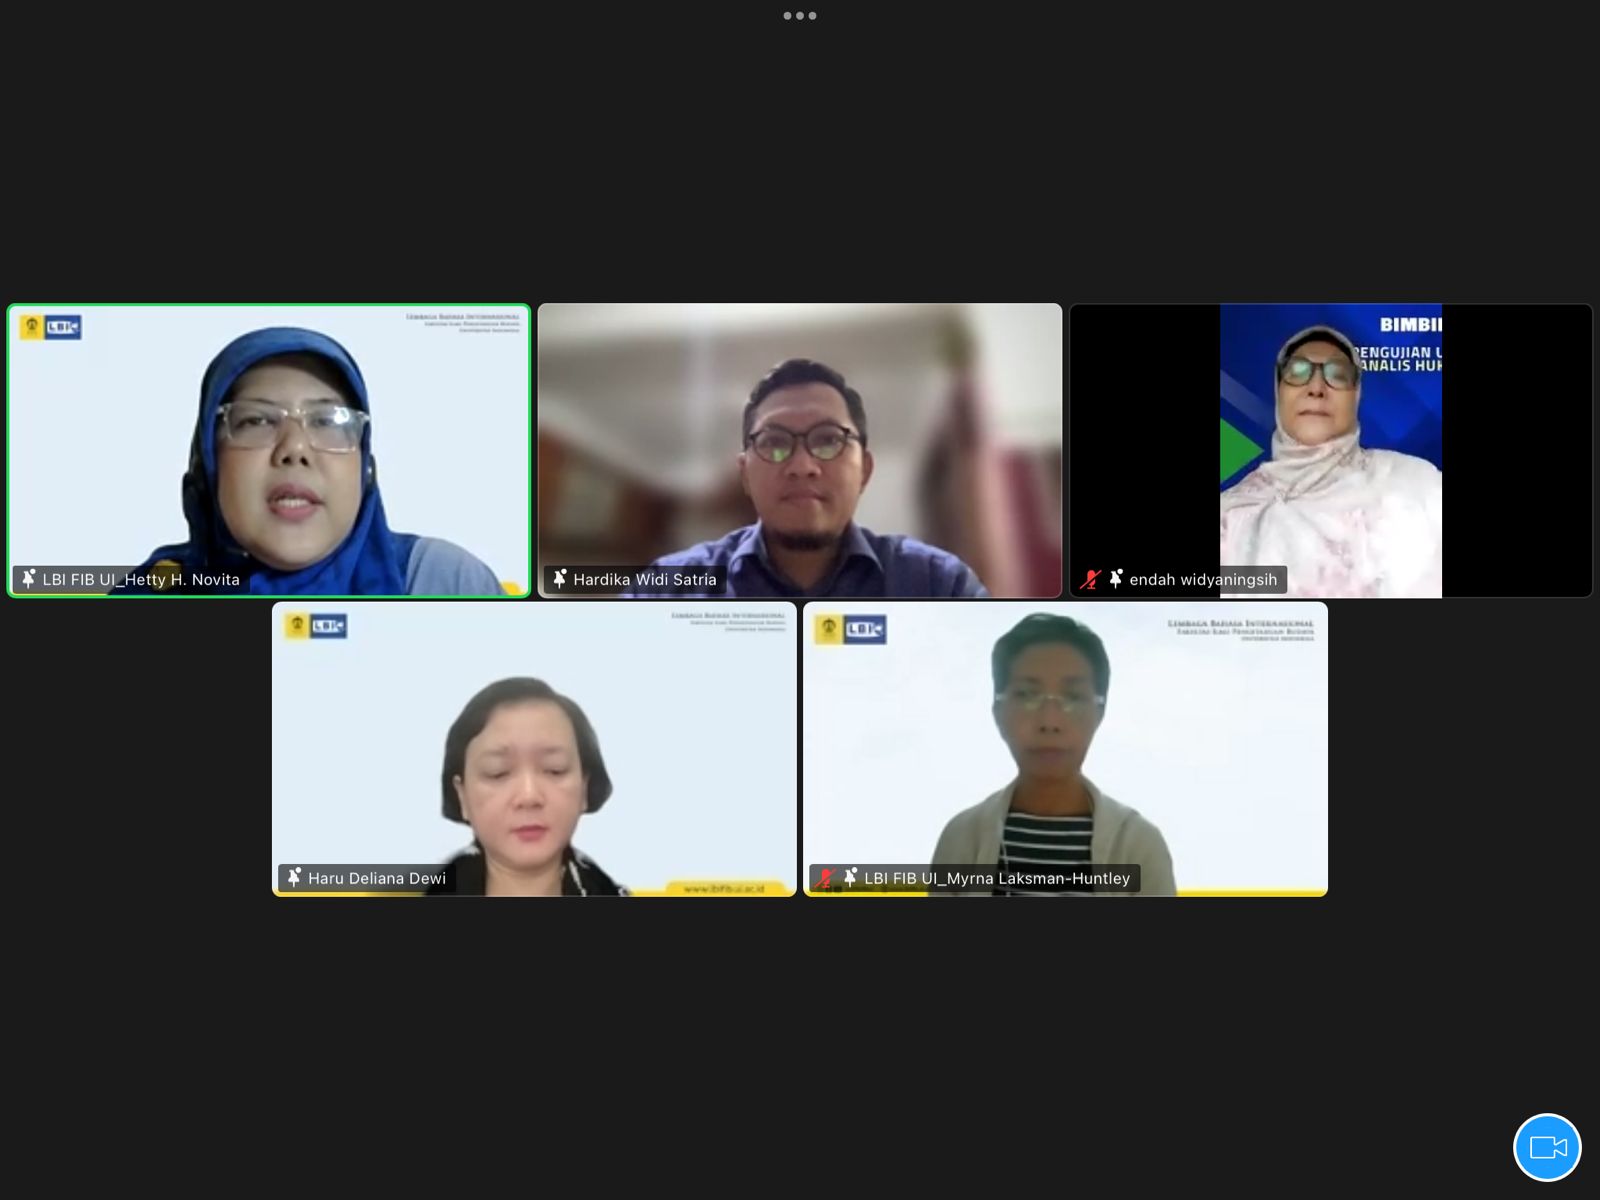 LBI
LEMBAGA BAHASA INTERNASIONAL
FAKULTAS ILMU PENGETAHUAN BUDAYA
UNIVERSITAS INDONESIA
LBI FIB UI_Hetty H. Novita
Hardika Widi Satria
BIMBI
PENGUJIAN U
ANALIS HUK
endah widyaningsih
LBI
LEMBAGA BAHASA INTERNASIONAL
FAKULTAS ILMU PENGETAHUAN BUDAYA
UNIVERSITAS INDONESIA
Haru Deliana Dewi
www.lbifib.ui.ac.id
LBI
LEMBAGA BAHASA INTERNASIONAL
FAKULTAS ILMU PENGETAHUAN BUDAYA
UNIVERSITAS INDONESIA
LBI FIB UI_Myrna Laksman-Huntley